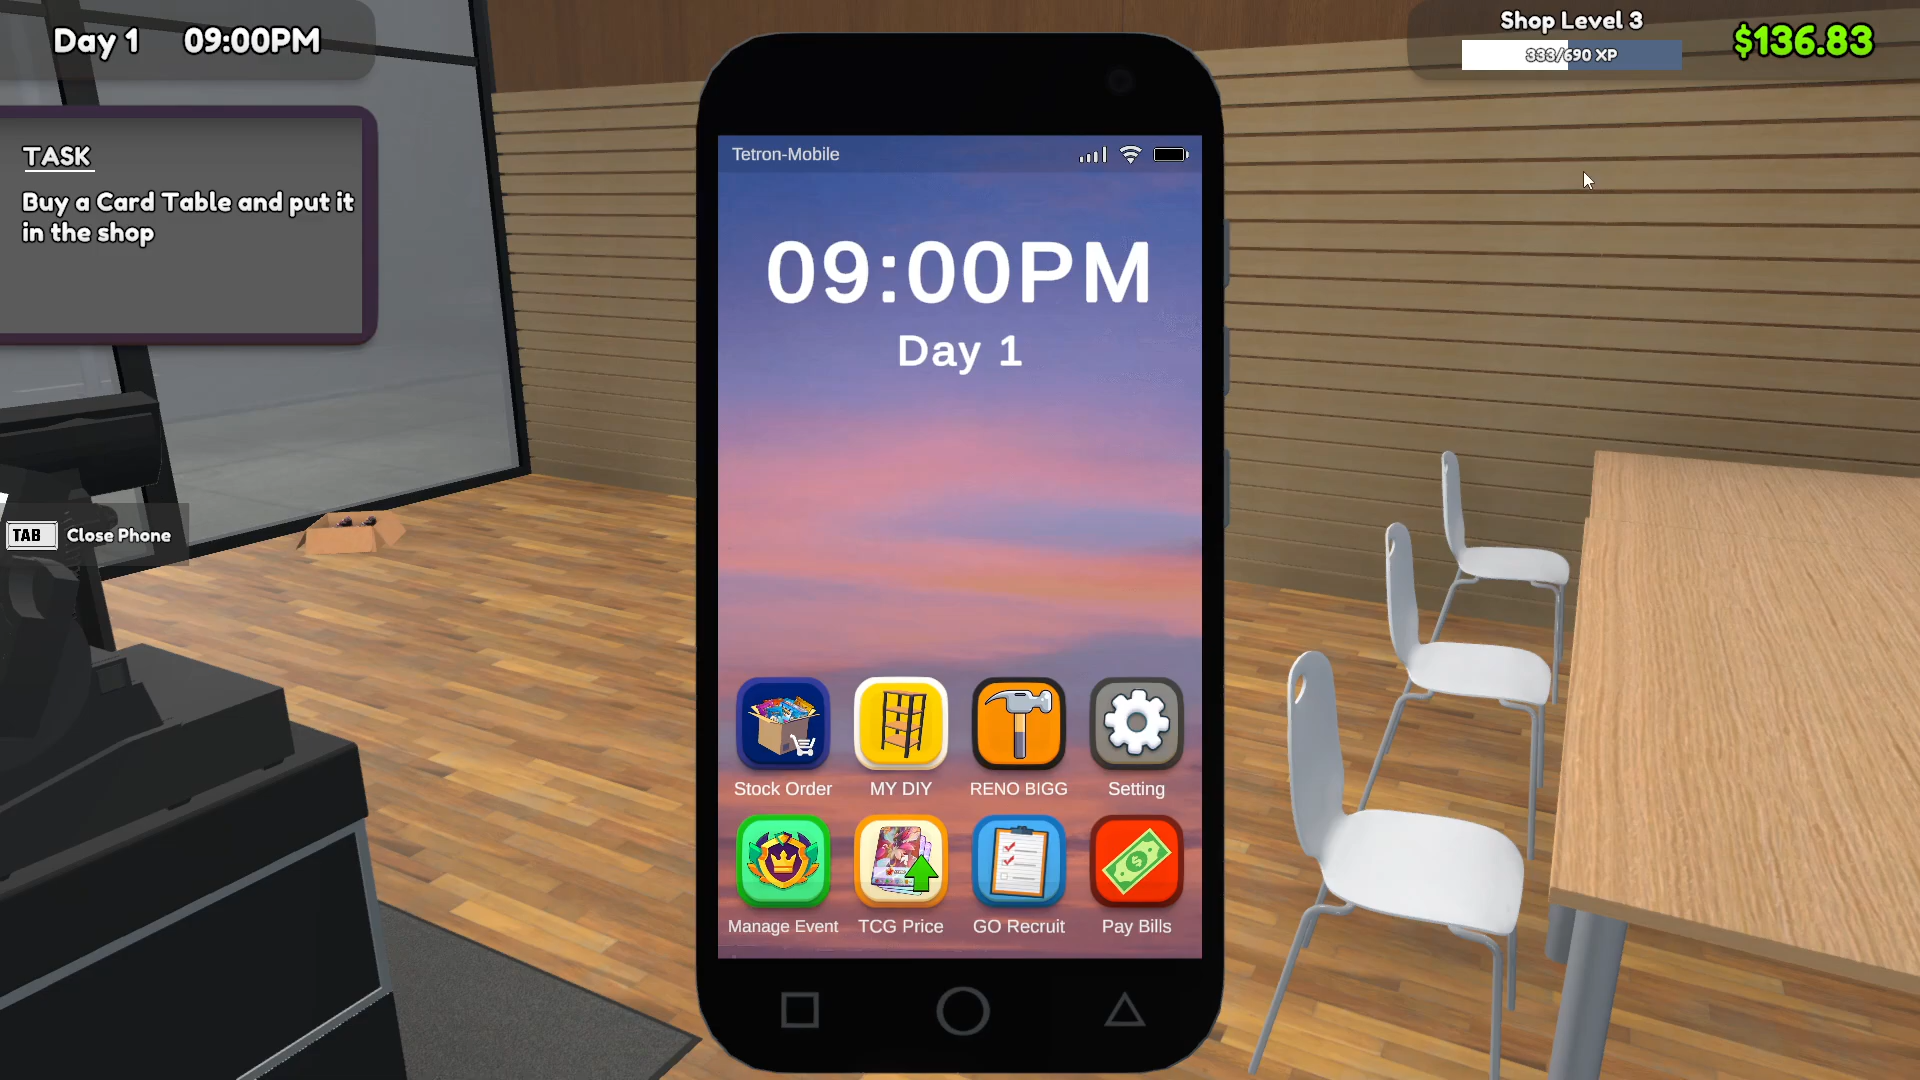 Day 1 09:00PM
Shop Level 3
333/690 XP
$136.83
TASK
Buy a Card Table and put it
in the shop
TAB Close Phone
Tetron-Mobile
09:00PM
Day 1
Stock Order MY DIY RENO BIGG Setting
Manage Event TCG Price GO Recruit Pay Bills